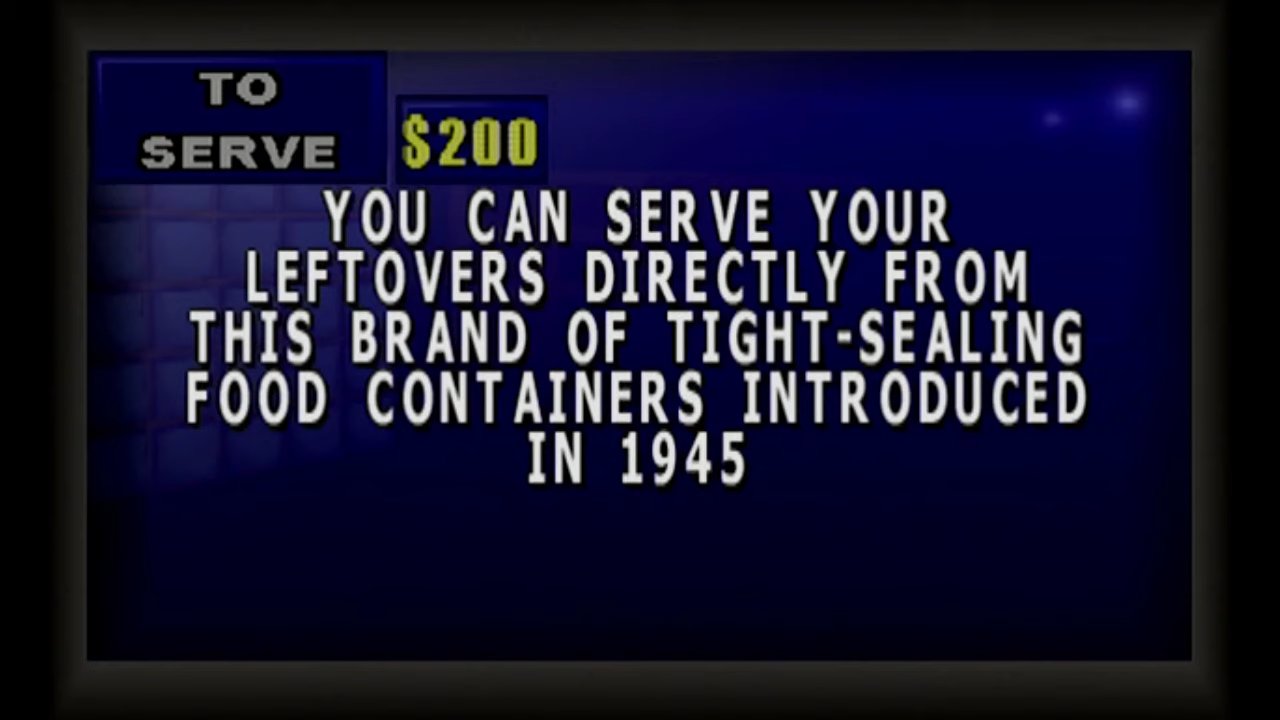 TO
SERVE
$200
YOU CAN SERVE YOUR
LEFTOVERS DIRECTLY FROM
THIS BRAND OF TIGHT-SEALING
FOOD CONTAINERS INTRODUCED
IN 1945